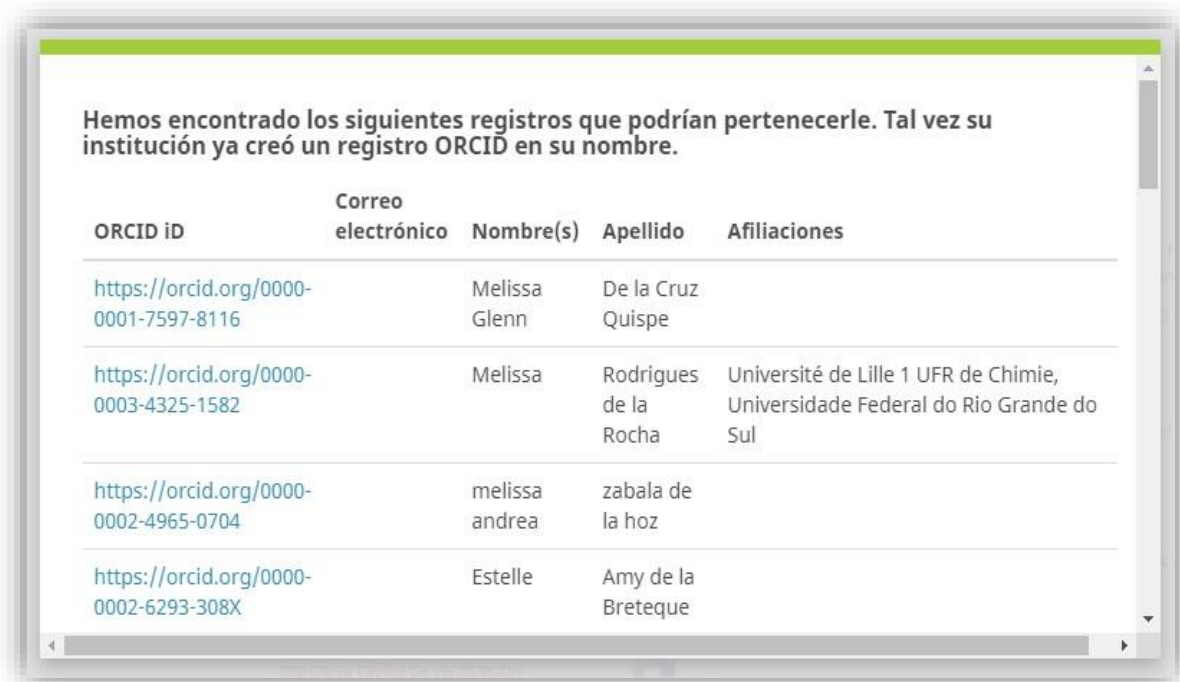 Hemos encontrado los siguientes registros que podrían pertenecerle. Tal vez su
institución ya creó un registro ORCID en su nombre.
ORCID iD Correo electrónico Nombre(s) Apellido Afiliaciones
https://orcid.org/0000- Melissa De la Cruz
0001-7597-8116 Glenn Quispe
https://orcid.org/0000- Melissa Rodrigues Université de Lille 1 UFR de Chimie,
0003-4325-1582 de la Universidade Federal do Rio Grande do
Rocha Sul
https://orcid.org/0000- melissa zabala de
0002-4965-0704 andrea la hoz
https://orcid.org/0000- Estelle Amy de la
0002-6293-308X Breteque